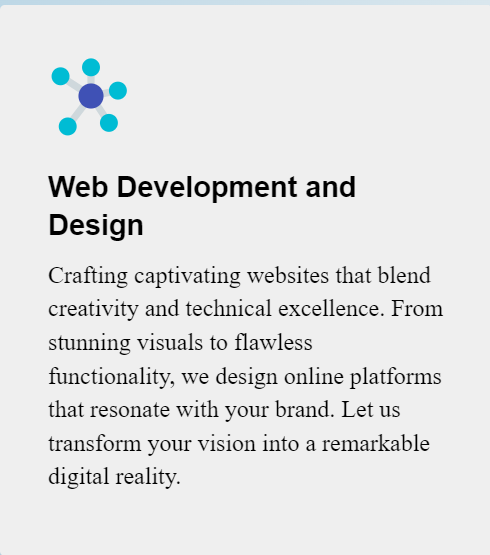 Web Development and
Design
Crafting captivating websites that blend
creativity and technical excellence. From
stunning visuals to flawless
functionality, we design online platforms
that resonate with your brand. Let us
transform your vision into a remarkable
digital reality.